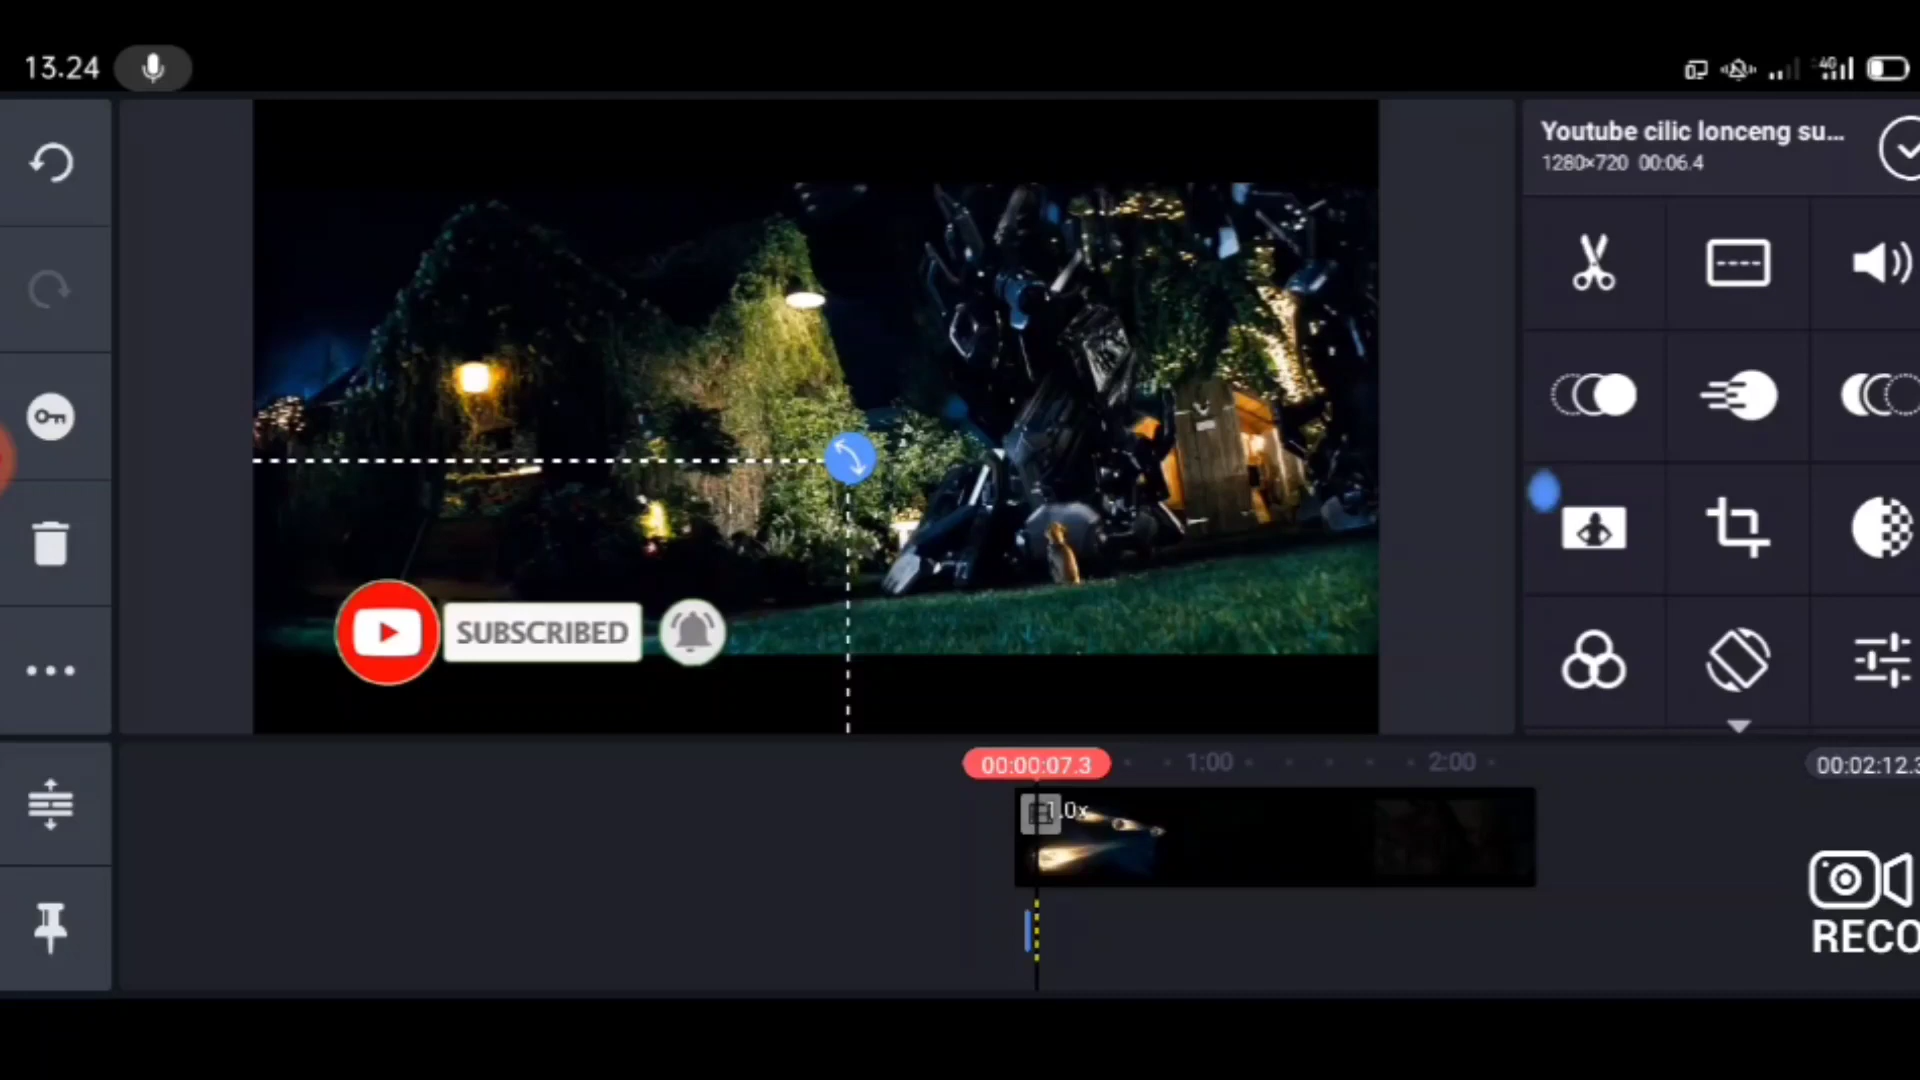 13.24
4G
Youtube cilic lonceng su...
1280×720 00:06.4
SUBSCRIBED
00:00:07.3
1:00
2:00
00:02:12.3
1.0x
RECO